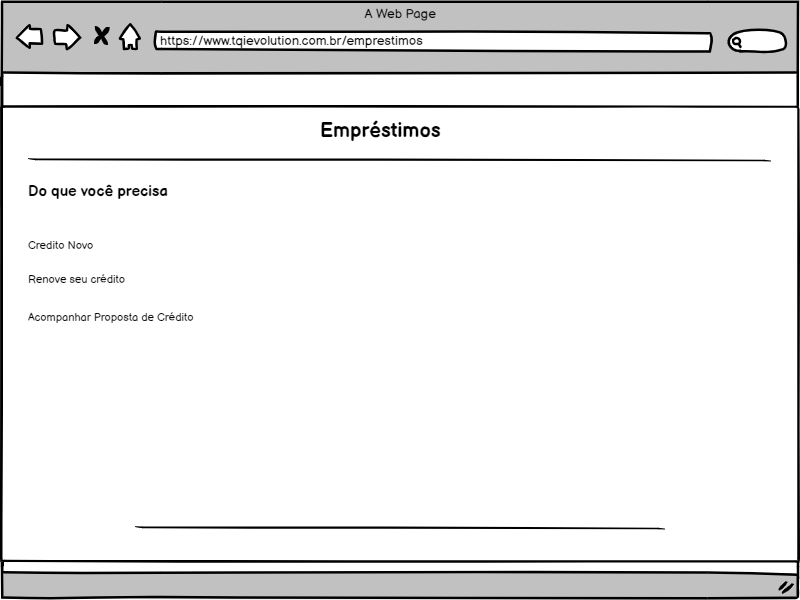 A Web Page
https://www.tqievolution.com.br/emprestimos
Empréstimos
Do que você precisa
Credito Novo
Renove seu crédito
Acompanhar Proposta de Crédito